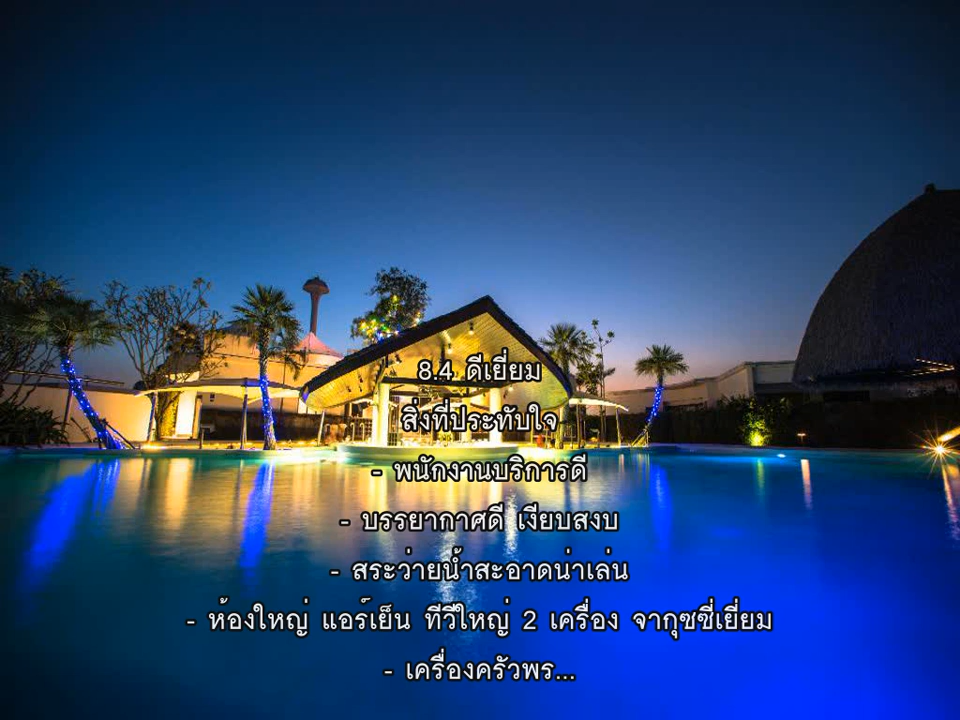 8.4 ดีเยี่ยม
สิ่งที่ประทับใจ
- พนักงานบริการดี
- บรรยากาศดี เงียบสงบ
- สระว่ายน้ำสะอาดน่าเล่น
- ห้องใหญ่ แอร์เย็น ทีวีใหญ่ 2 เครื่อง จากุซซี่เยี่ยม
- เครื่องครัวพร...